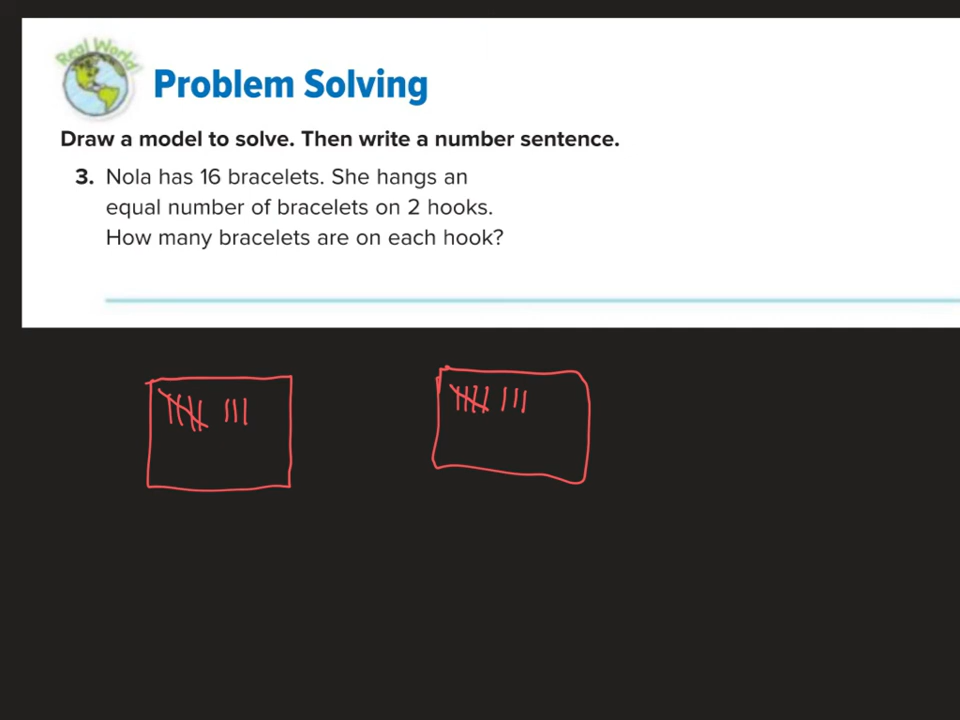 Real World
Problem Solving
Draw a model to solve. Then write a number sentence.
3. Nola has 16 bracelets. She hangs an
equal number of bracelets on 2 hooks.
How many bracelets are on each hook?